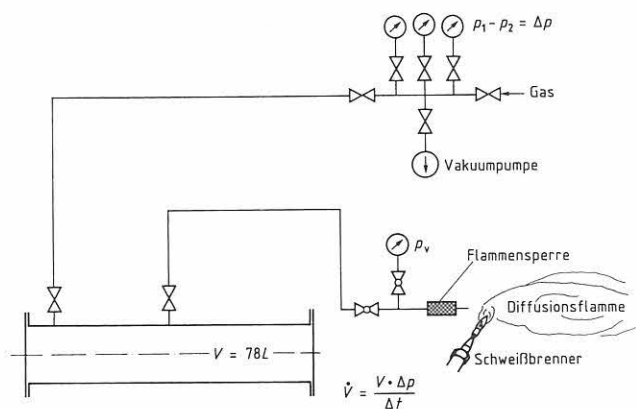 p₁ – p₂ = Δp
Gas
Vakuumpumpe
pᵥ
Flammensperre
Diffusionsflamme
Schweißbrenner
V = 78L
V̇ = V · Δp / Δt